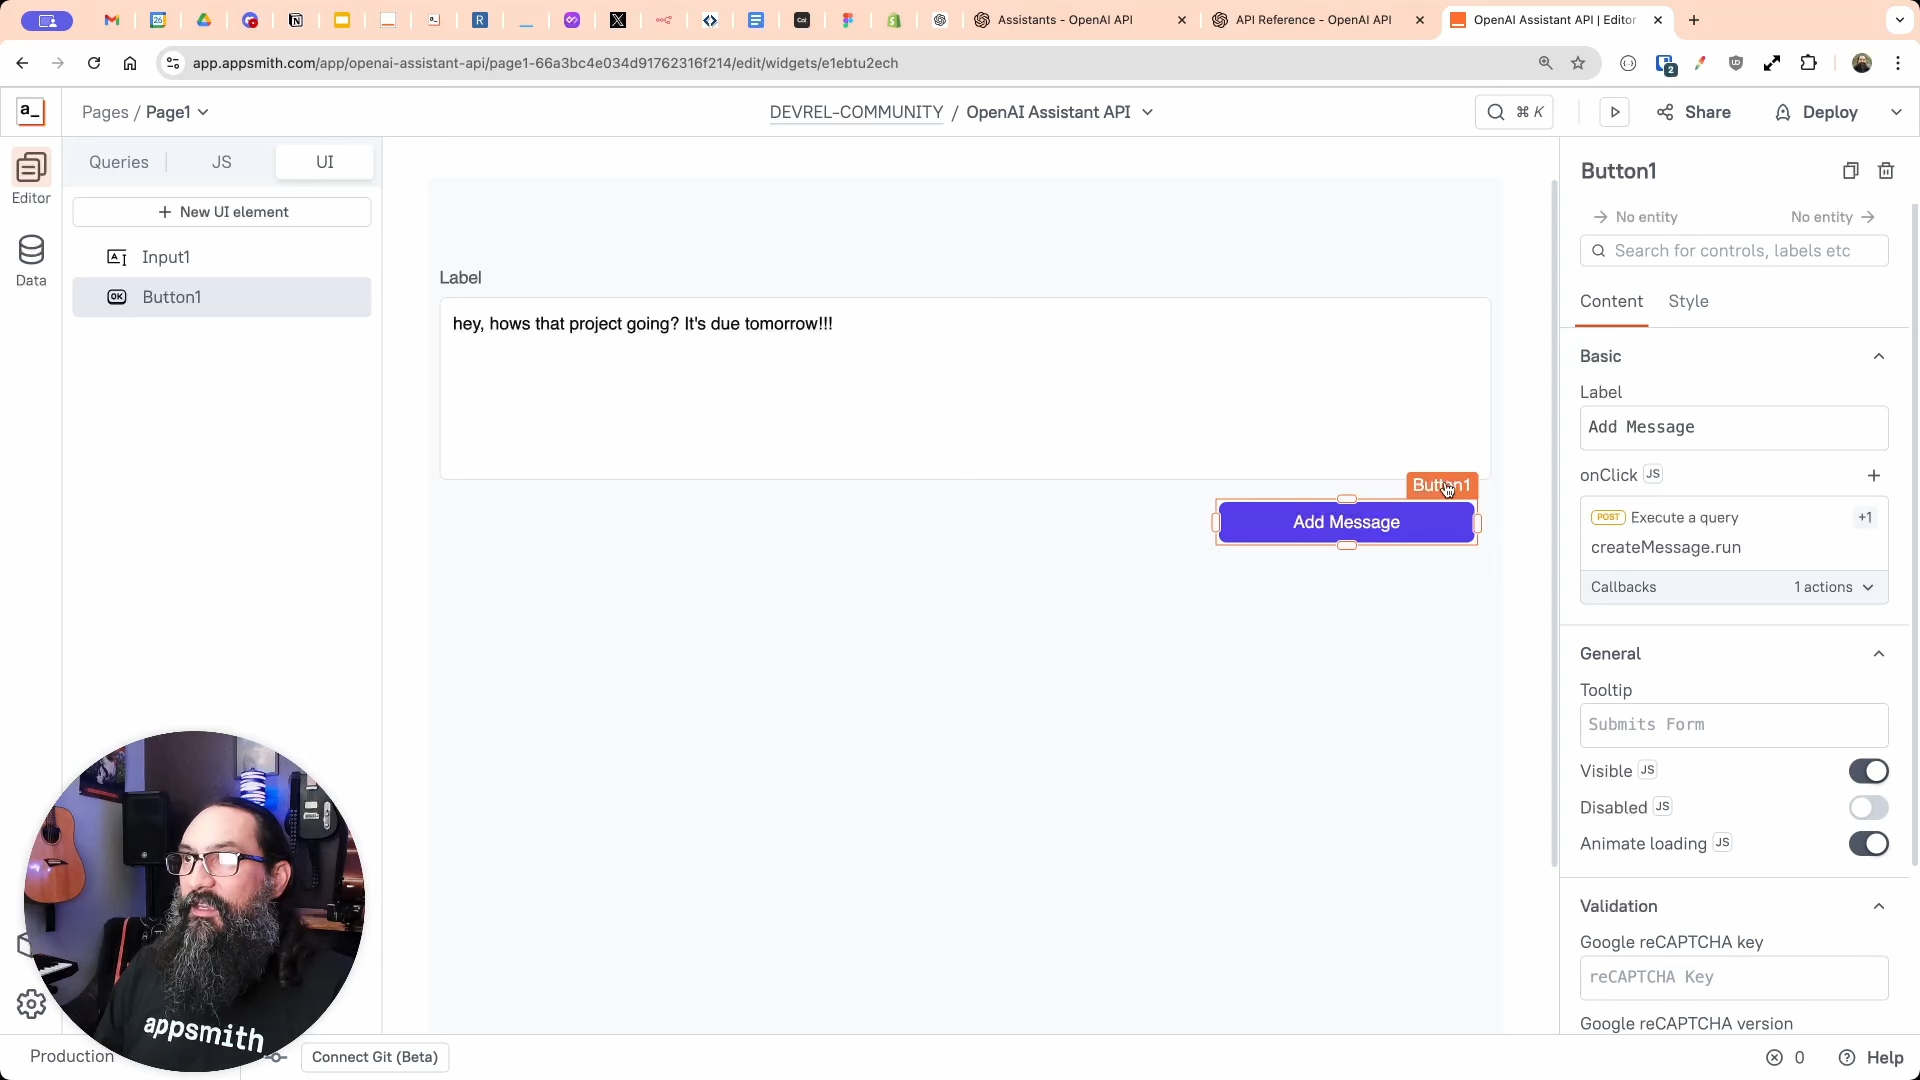 Assistants - OpenAI API
API Reference - OpenAI API
OpenAI Assistant API | Editor
app.appsmith.com/app/openai-assistant-api/page1-66a3bc4e034d91762316f214/edit/widgets/e1ebtu2ech
2
a_
Pages / Page1
DEVREL-COMMUNITY / OpenAI Assistant API
⌘ K
Share
Deploy
Editor
Data
Queries
JS
UI
+ New UI element
Input1
OK Button1
Label
hey, hows that project going? It's due tomorrow!!!
Button1
Add Message
Button1
→ No entity
No entity →
Search for controls, labels etc
Content
Style
Basic
Label
Add Message
onClick JS
POST Execute a query +1
createMessage.run
Callbacks 1 actions
General
Tooltip
Submits Form
Visible JS
Disabled JS
Animate loading JS
Validation
Google reCAPTCHA key
reCAPTCHA Key
Google reCAPTCHA version
appsmith
Production
Connect Git (Beta)
0
Help